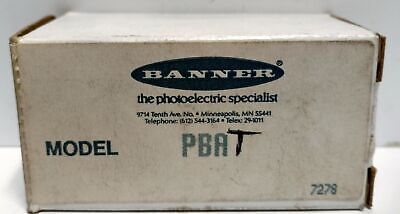 BANNER
the photoelectric specialist
9714 Tenth Ave. No. • Minneapolis, MN 55441
Telephone: (612) 544-3164 • Telex: 29-1011
MODEL PBAT
7278